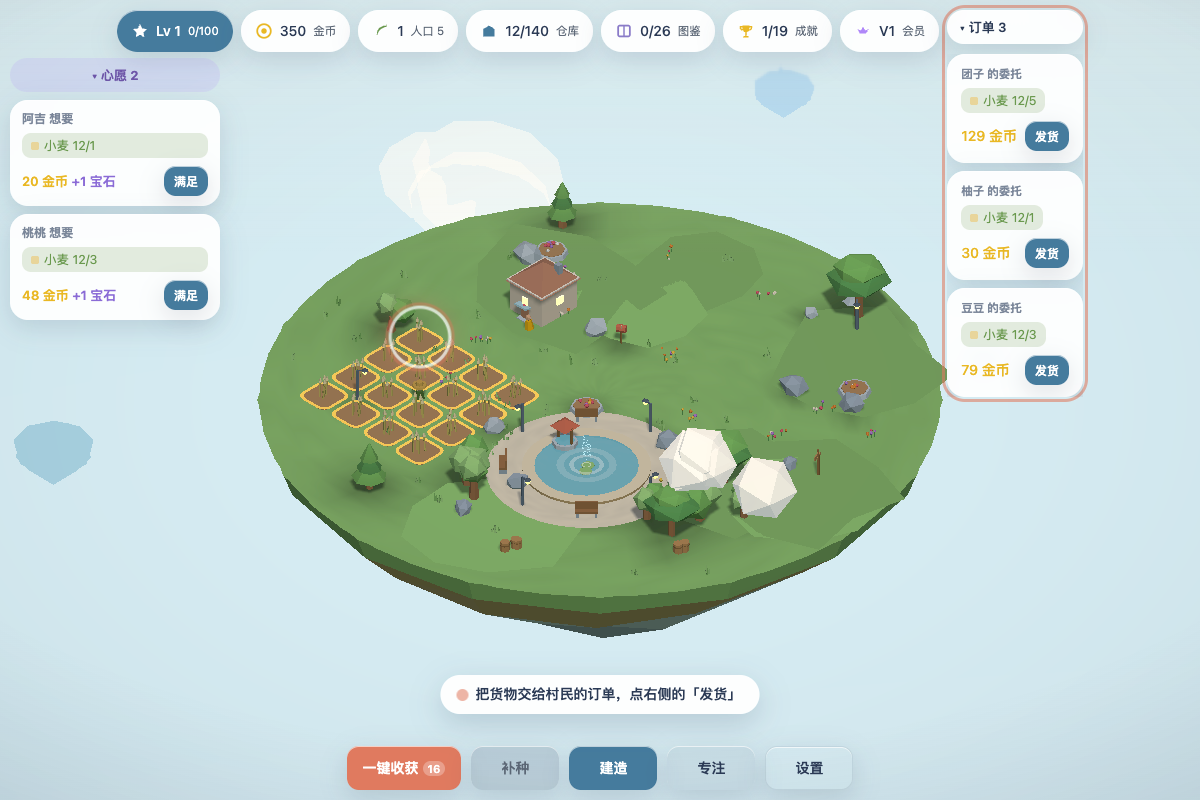 Lv 1 0/100
350 金币
1 人口 5
12/140 仓库
0/26 图鉴
1/19 成就
V1 会员
▾ 心愿 2
阿吉 想要
小麦 12/1
20 金币 +1 宝石
满足
桃桃 想要
小麦 12/3
48 金币 +1 宝石
满足
▾ 订单 3
团子 的委托
小麦 12/5
129 金币
发货
柚子 的委托
小麦 12/1
30 金币
发货
豆豆 的委托
小麦 12/3
79 金币
发货
把货物交给村民的订单，点右侧的「发货」
一键收获 16
补种
建造
专注
设置